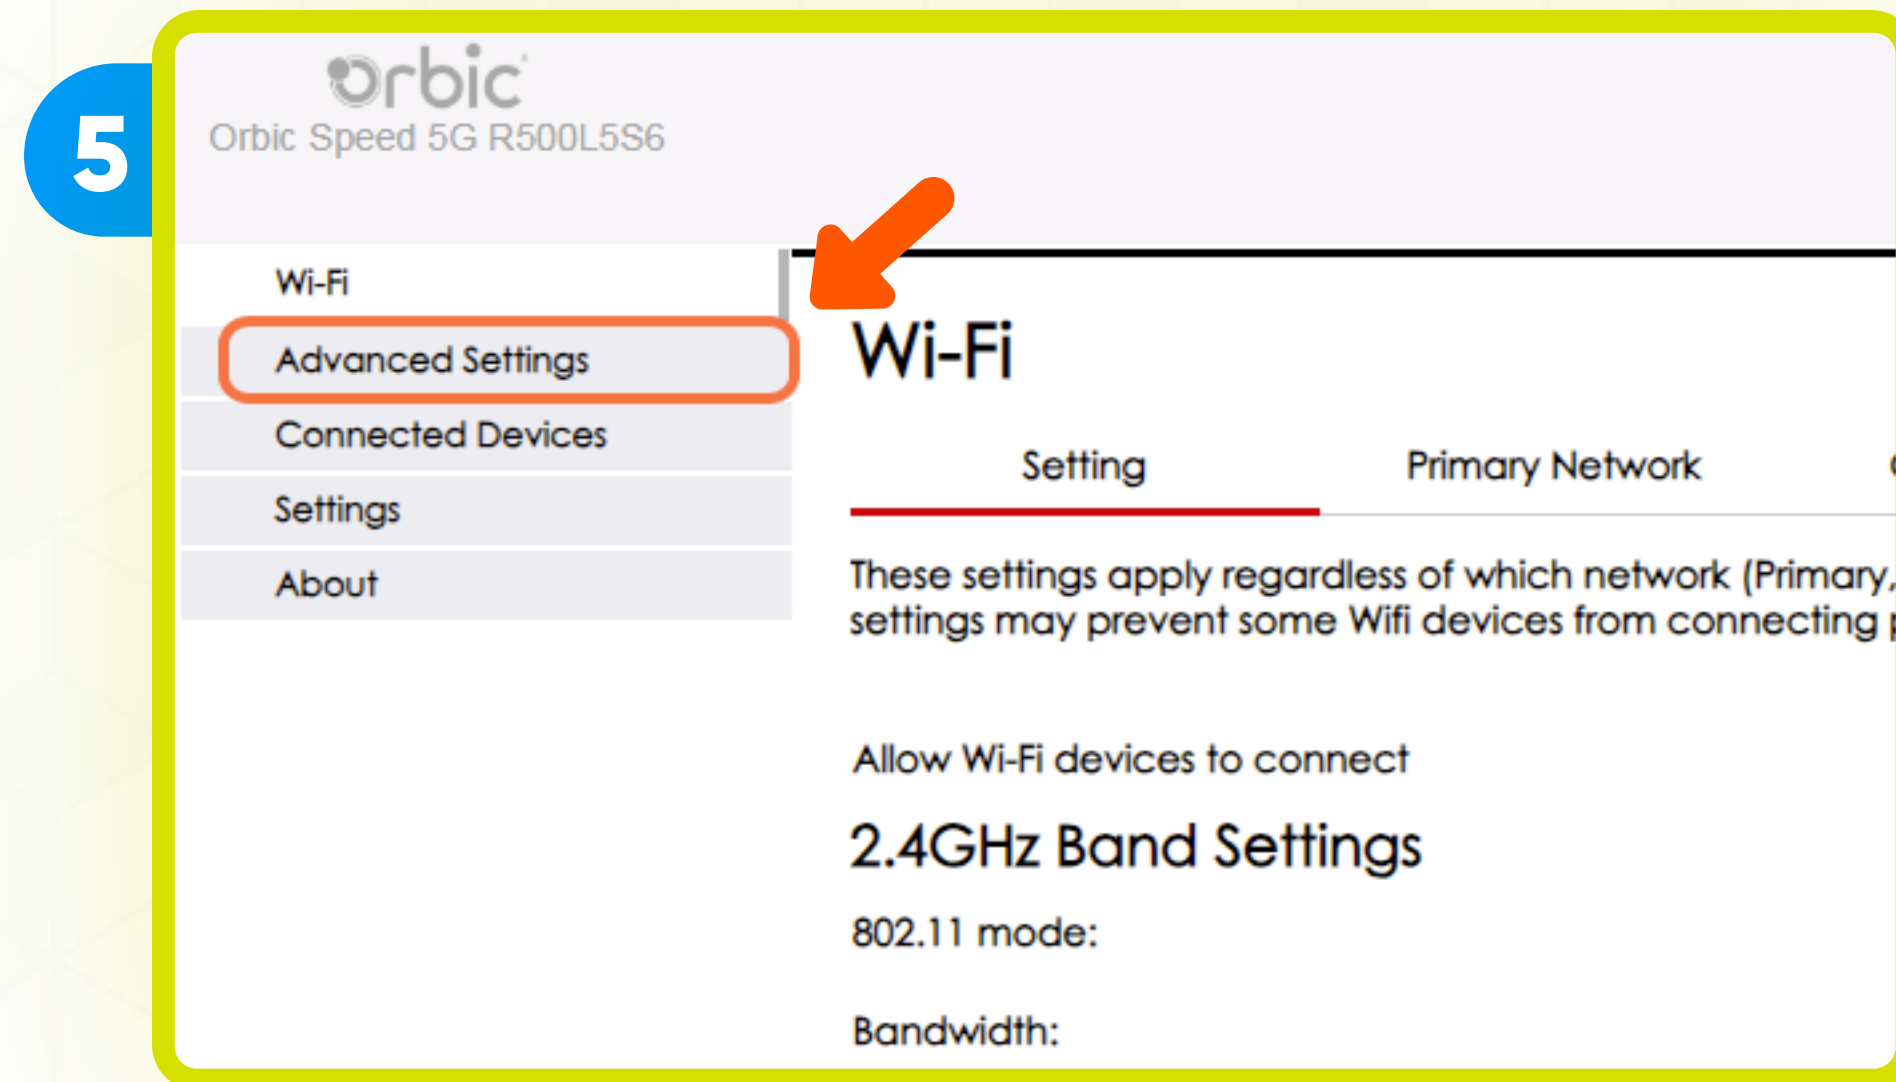 5
Orbic
Orbic Speed 5G R500L5S6
Wi-Fi
Advanced Settings
Connected Devices
Settings
About
Wi-Fi
Setting Primary Network
These settings apply regardless of which network (Primary,
settings may prevent some Wifi devices from connecting
Allow Wi-Fi devices to connect
2.4GHz Band Settings
802.11 mode:
Bandwidth: